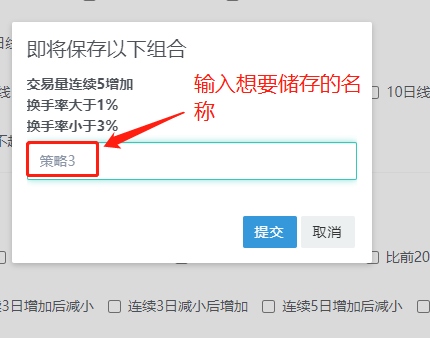 即将保存以下组合
交易量连续5增加
换手率大于1%
换手率小于3%
输入想要储存的名
称
10日线
策略3
提交
取消
比前20
3日增加后减小
连续3日减小后增加
连续5日增加后减小